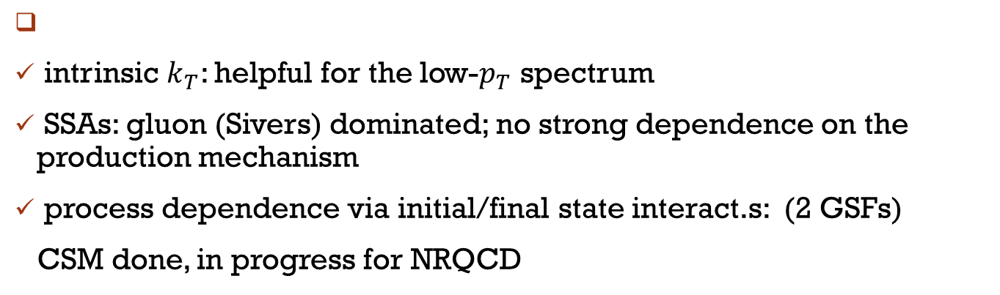 ❑
✓ intrinsic k_T: helpful for the low-p_T spectrum
✓ SSAs: gluon (Sivers) dominated; no strong dependence on the
production mechanism
✓ process dependence via initial/final state interact.s: (2 GSFs)
CSM done, in progress for NRQCD